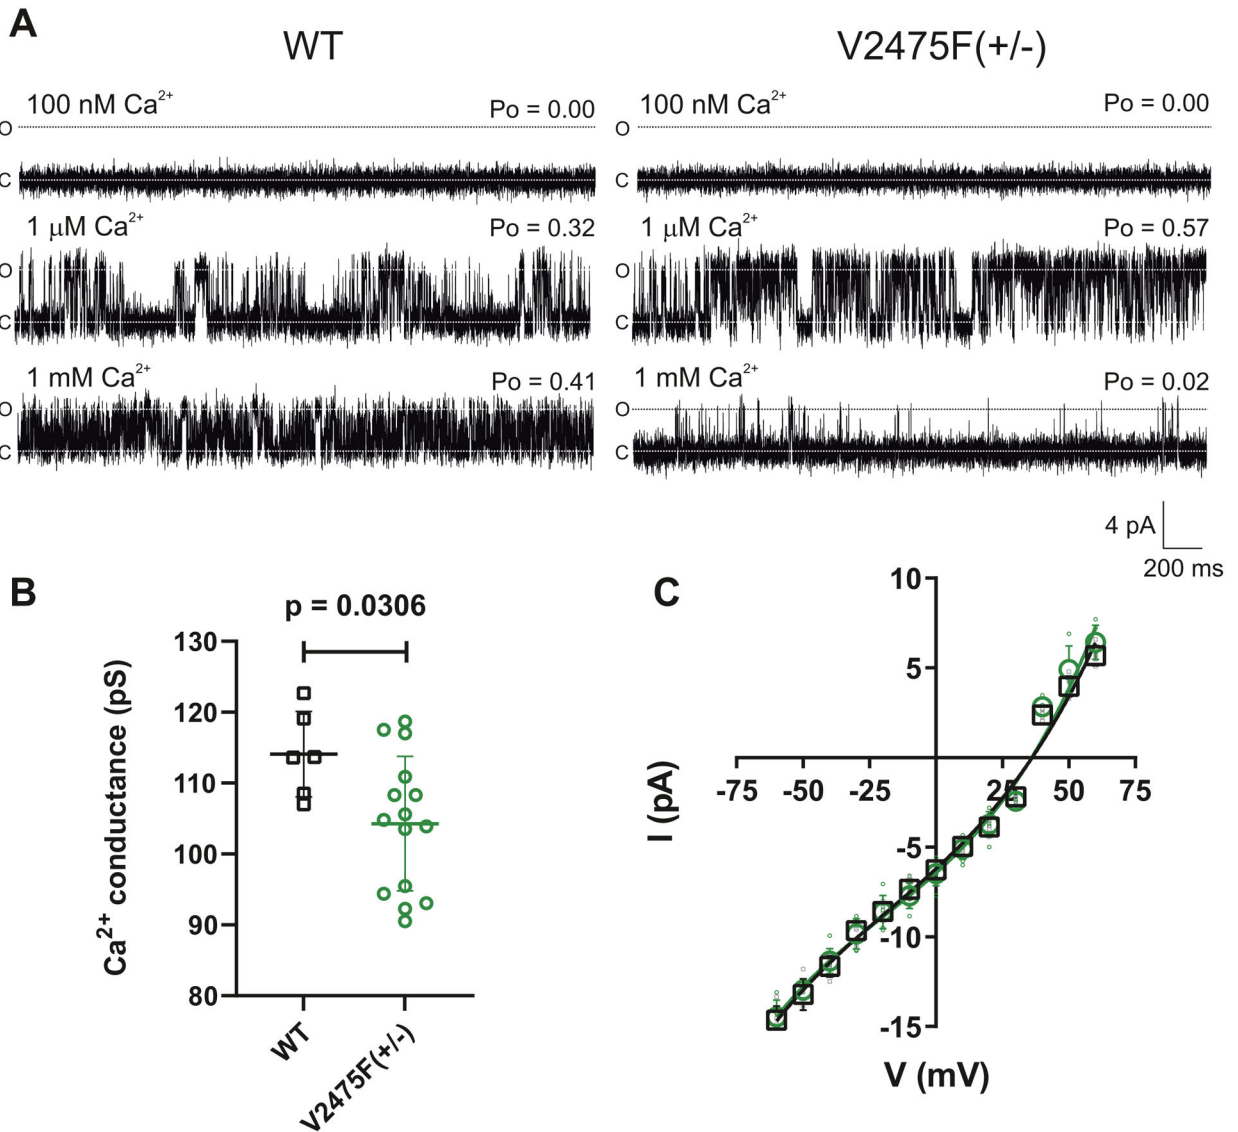 A
WT
V2475F(+/-)
100 nM Ca2+
Po = 0.00
100 nM Ca2+
Po = 0.00
O
O
C
C
1 µM Ca2+
Po = 0.32
1 µM Ca2+
Po = 0.57
O
O
C
C
1 mM Ca2+
Po = 0.41
1 mM Ca2+
Po = 0.02
O
O
C
C
4 pA
200 ms
B
p = 0.0306
130
120
110
100
90
80
Ca2+ conductance (pS)
WT
V2475F(+/-)
C
10
5
-75
-50
-25
25
50
75
-5
-10
-15
I (pA)
V (mV)